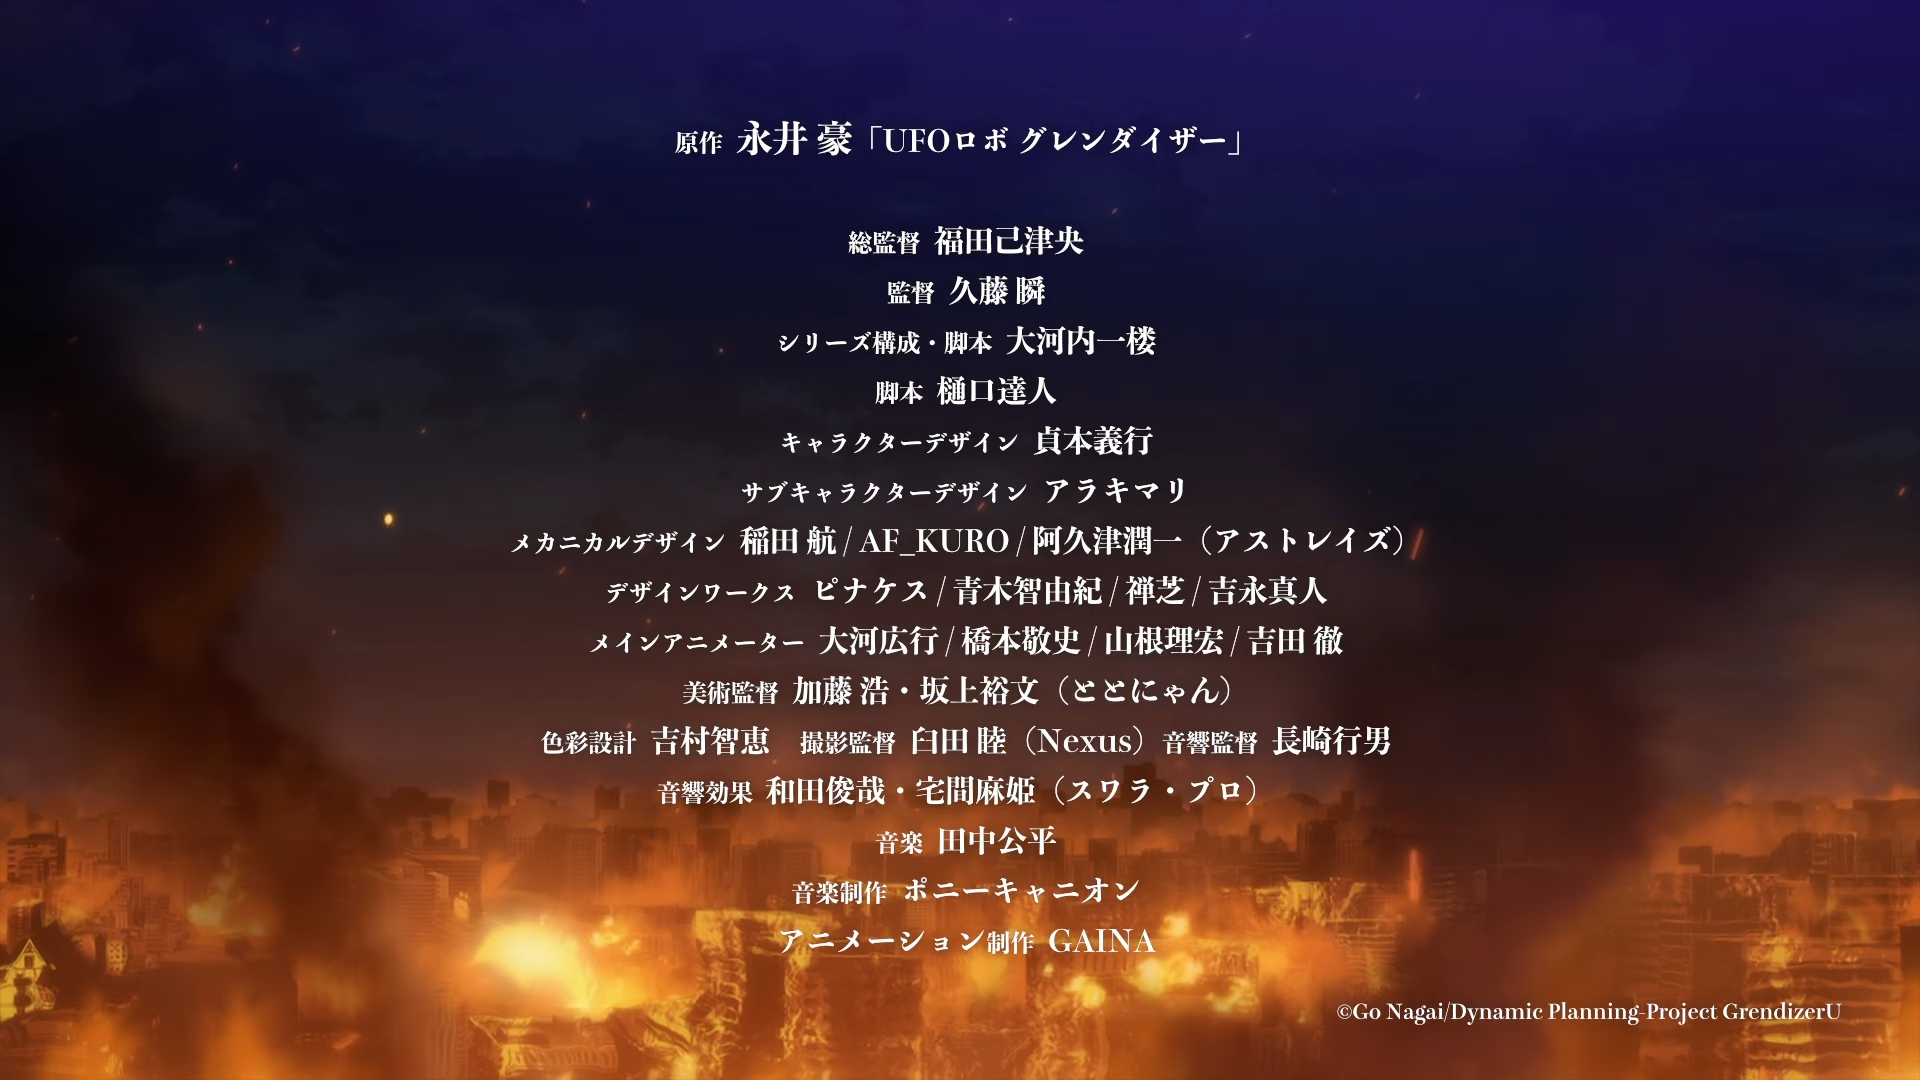 原作 永井 豪「UFOロボ グレンダイザー」
総監督 福田己津央
監督 久藤 瞬
シリーズ構成・脚本 大河内一楼
脚本 樋口達人
キャラクターデザイン 貞本義行
サブキャラクターデザイン アラキマリ
メカニカルデザイン 稲田 航 / AF_KURO / 阿久津潤一（アストレイズ）
デザインワークス ピナケス / 青木智由紀 / 禅芝 / 吉永真人
メインアニメーター 大河広行 / 橋本敬史 / 山根理宏 / 吉田 徹
美術監督 加藤 浩・坂上裕文（ととにゃん）
色彩設計 吉村智恵　撮影監督 臼田 睦（Nexus）音響監督 長崎行男
音響効果 和田俊哉・宅間麻姫（スワラ・プロ）
音楽 田中公平
音楽制作 ポニーキャニオン
アニメーション制作 GAINA
©Go Nagai/Dynamic Planning-Project GrendizerU